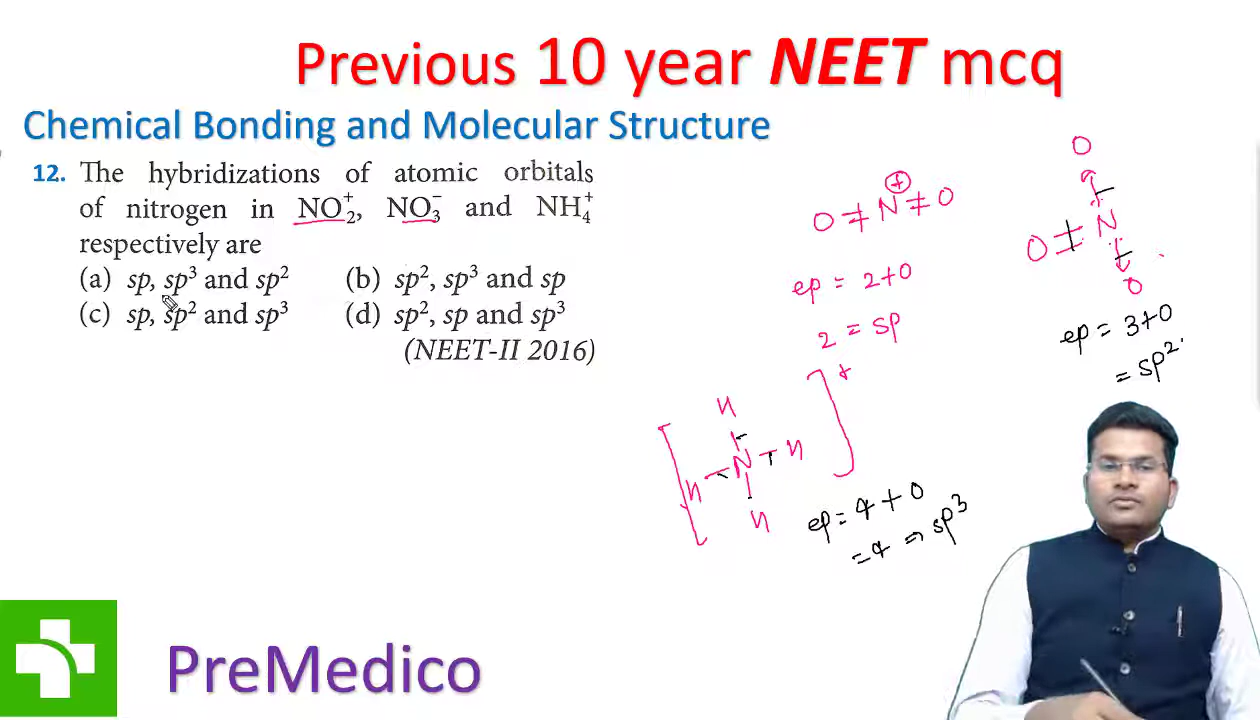 Previous 10 year NEET mcq
Chemical Bonding and Molecular Structure
12. The hybridizations of atomic orbitals
of nitrogen in NO₂⁺, NO₃⁻ and NH₄⁺
respectively are
(a) sp, sp³ and sp² (b) sp², sp³ and sp
(c) sp, sp² and sp³ (d) sp², sp and sp³
(NEET-II 2016)
O = N = O
+
ep = 2+0
2 = sp
O
O = N
O
ep = 3+0
= sp²
H
H N H
H
+
ep = 4+0
= 4 ⇒ sp³
PreMedico